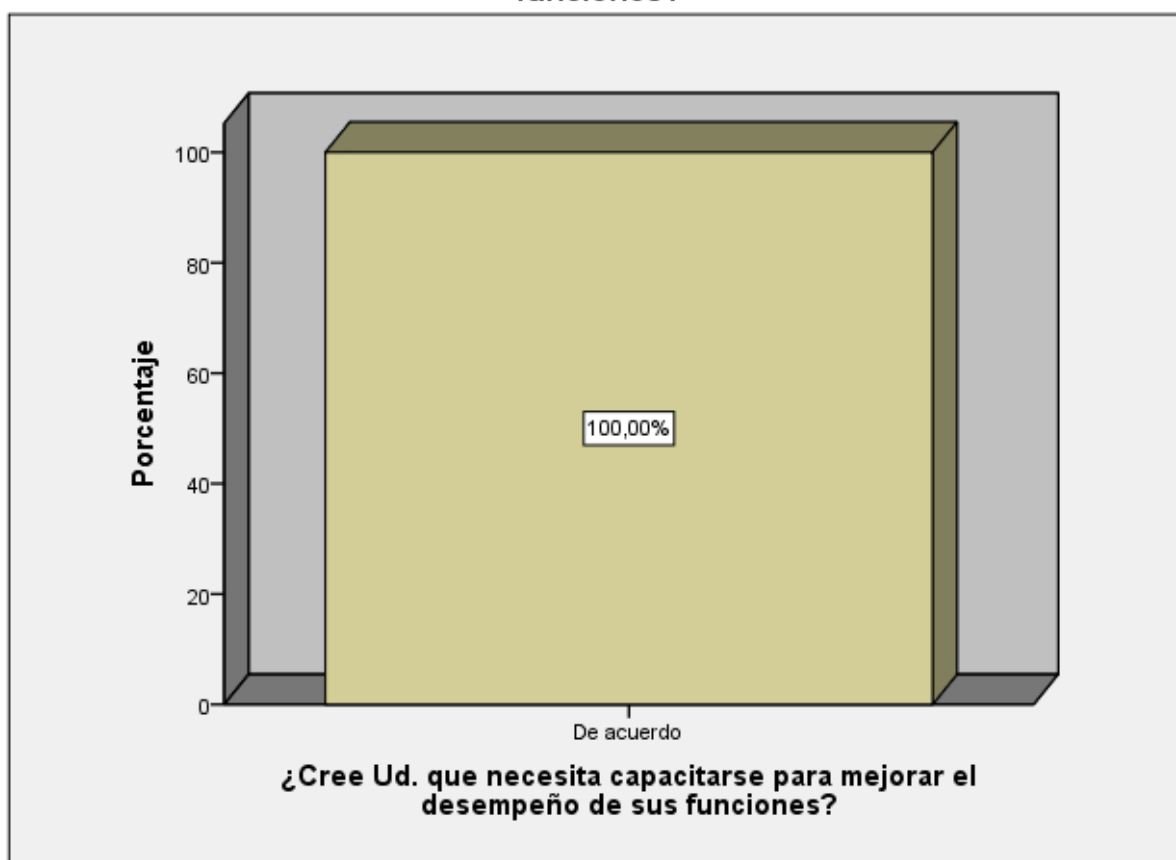 funciones?
100
80
60
40
20
0
Porcentaje
100,00%
De acuerdo
¿Cree Ud. que necesita capacitarse para mejorar el
desempeño de sus funciones?